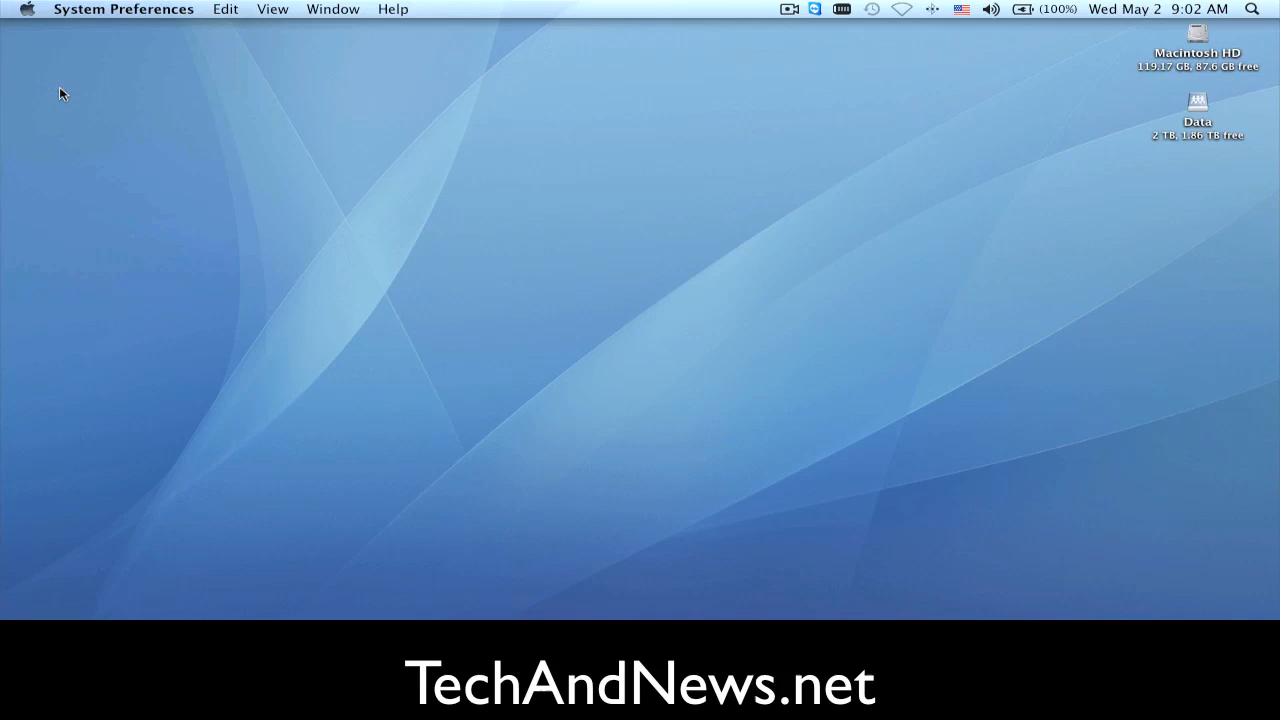 System Preferences Edit View Window Help (100%) Wed May 2 9:02 AM
Macintosh HD
119.17 GB, 87.6 GB free
Data
2 TB, 1.86 TB free
TechAndNews.net